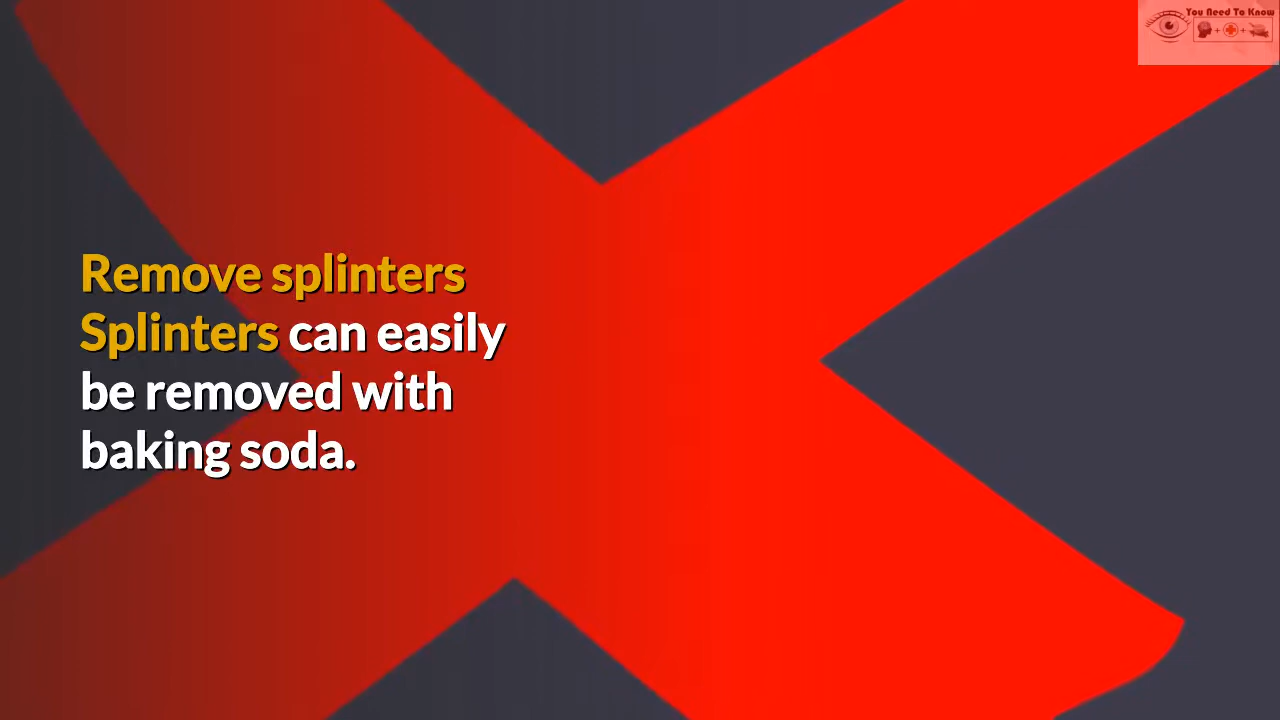 You Need To Know
Remove splinters
Splinters can easily
be removed with
baking soda.